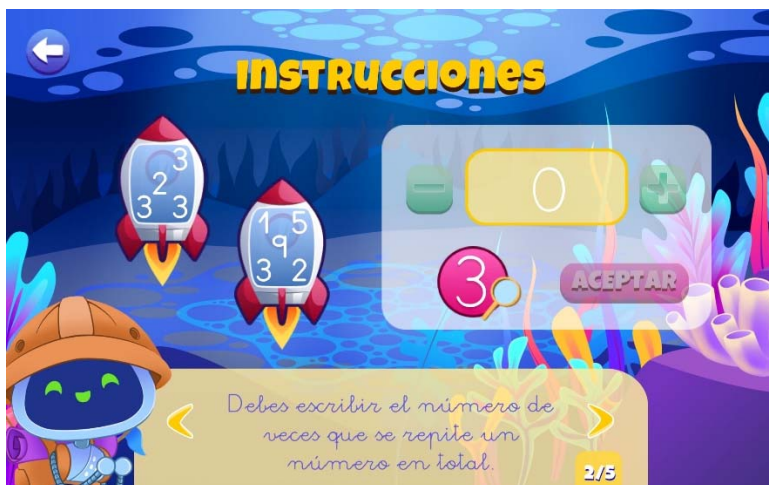 INSTRUCCIONES
3
2
3 3
1 5
9
3 2
0
3
ACEPTAR
Debes escribir el número de
veces que se repite un
número en total.
2/5